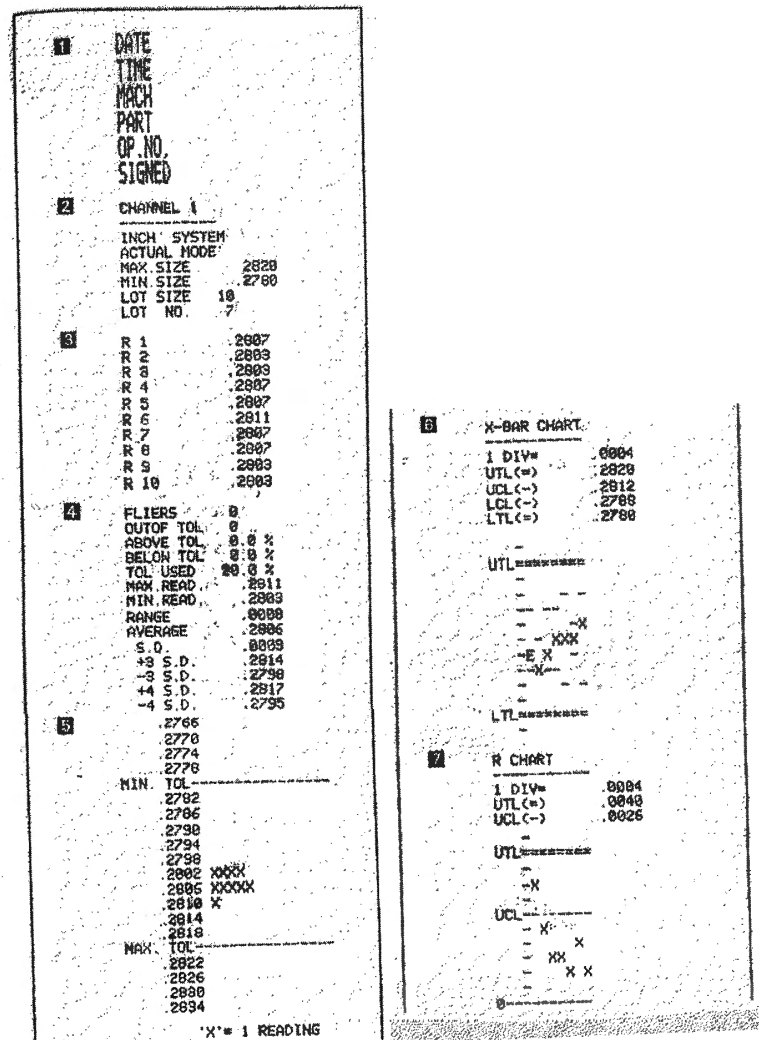 1 DATE
TIME
MACH
PART
OP.NO.
SIGNED
2 CHANNEL 1
INCH SYSTEM
ACTUAL MODE
MAX.SIZE .2820
MIN.SIZE .2780
LOT SIZE 10
LOT NO. 7
3 R 1 .2807
R 2 .2803
R 3 .2803
R 4 .2807
R 5 .2807
R 6 .2811
R 7 .2807
R 8 .2807
R 9 .2803
R 10 .2803
4 FLIERS 0
OUTOF TOL 0
ABOVE TOL. 0.0 %
BELOW TOL 0.0 %
TOL USED 20.0 %
MAX.READ. .2811
MIN.READ. .2803
RANGE .0008
AVERAGE .2806
S.D. .0003
+3 S.D. .2814
-3 S.D. .2798
+4 S.D. .2817
-4 S.D. .2795
5 .2766
.2770
.2774
.2778
MIN. TOL----------------
.2782
.2786
.2790
.2794
.2798
.2802 XXXX
.2806 XXXXX
.2810 X
.2814
.2818
MAX. TOL----------------
.2822
.2826
.2830
.2834
'X'= 1 READING
6 X-BAR CHART
1 DIV= .0004
UTL(=) .2820
UCL(-) .2812
LCL(-) .2788
LTL(=) .2780
UTL========
-X
- - XXX
-E X -
--X--
LTL========
7 R CHART
1 DIV= .0004
UTL(=) .0040
UCL(-) .0026
UTL========
-X
UCL--------
- X
- X
- XX
- X X
0--------